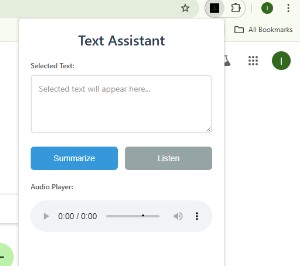 All Bookmarks
I
I
Text Assistant
Selected Text:
Selected text will appear here...
Summarize
Listen
Audio Player:
0:00 / 0:00